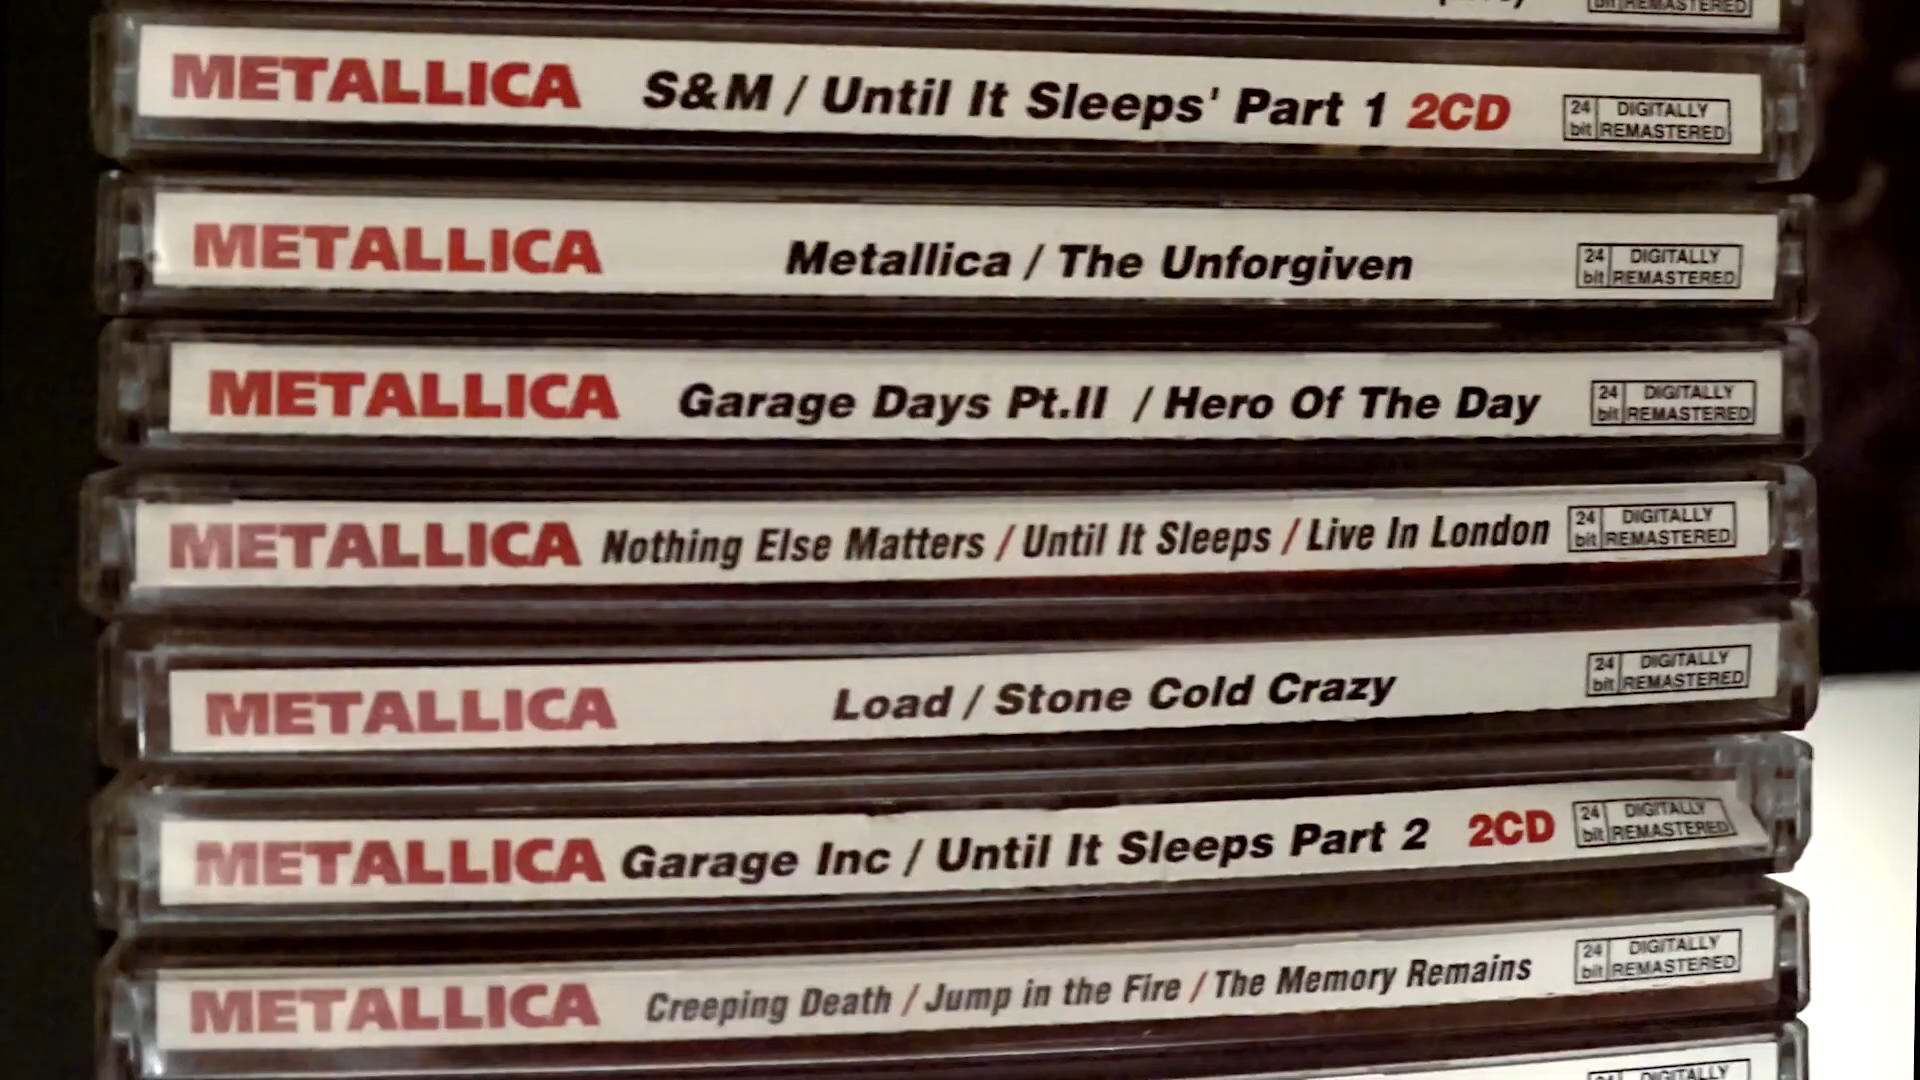 bit REMASTERED
METALLICA S&M / Until It Sleeps' Part 1 2CD 24 bit DIGITALLY REMASTERED
METALLICA Metallica / The Unforgiven 24 bit DIGITALLY REMASTERED
METALLICA Garage Days Pt.II / Hero Of The Day 24 bit DIGITALLY REMASTERED
METALLICA Nothing Else Matters / Until It Sleeps / Live In London 24 bit DIGITALLY REMASTERED
METALLICA Load / Stone Cold Crazy 24 bit DIGITALLY REMASTERED
METALLICA Garage Inc / Until It Sleeps Part 2 2CD 24 bit DIGITALLY REMASTERED
METALLICA Creeping Death / Jump in the Fire / The Memory Remains 24 bit DIGITALLY REMASTERED
24 DIGITALLY